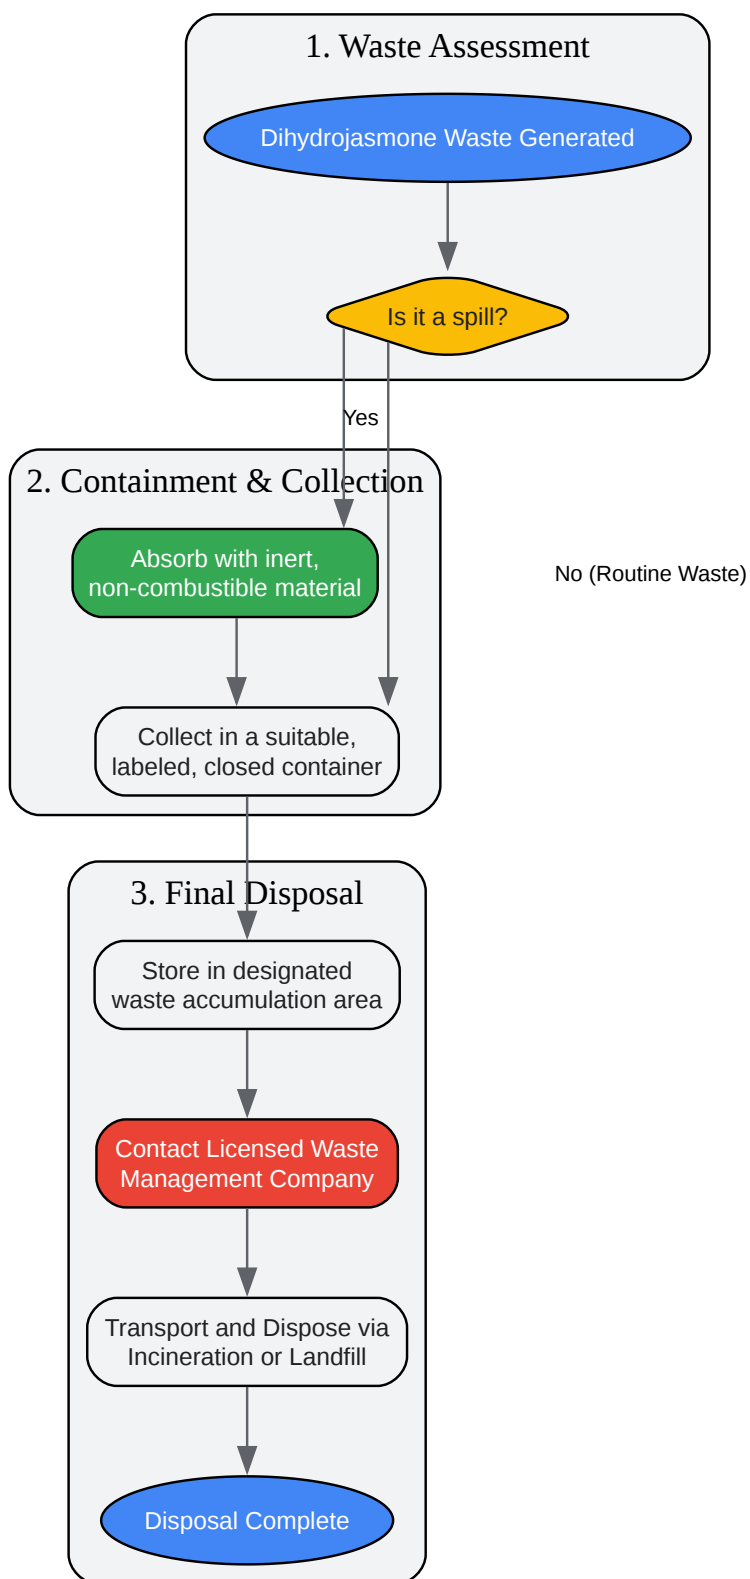 1. Waste Assessment
Dihydrojasmone Waste Generated
Is it a spill?
Yes
2. Containment & Collection
Absorb with inert,
non-combustible material
No (Routine Waste)
Collect in a suitable,
labeled, closed container
3. Final Disposal
Store in designated
waste accumulation area
Contact Licensed Waste
Management Company
Transport and Dispose via
Incineration or Landfill
Disposal Complete